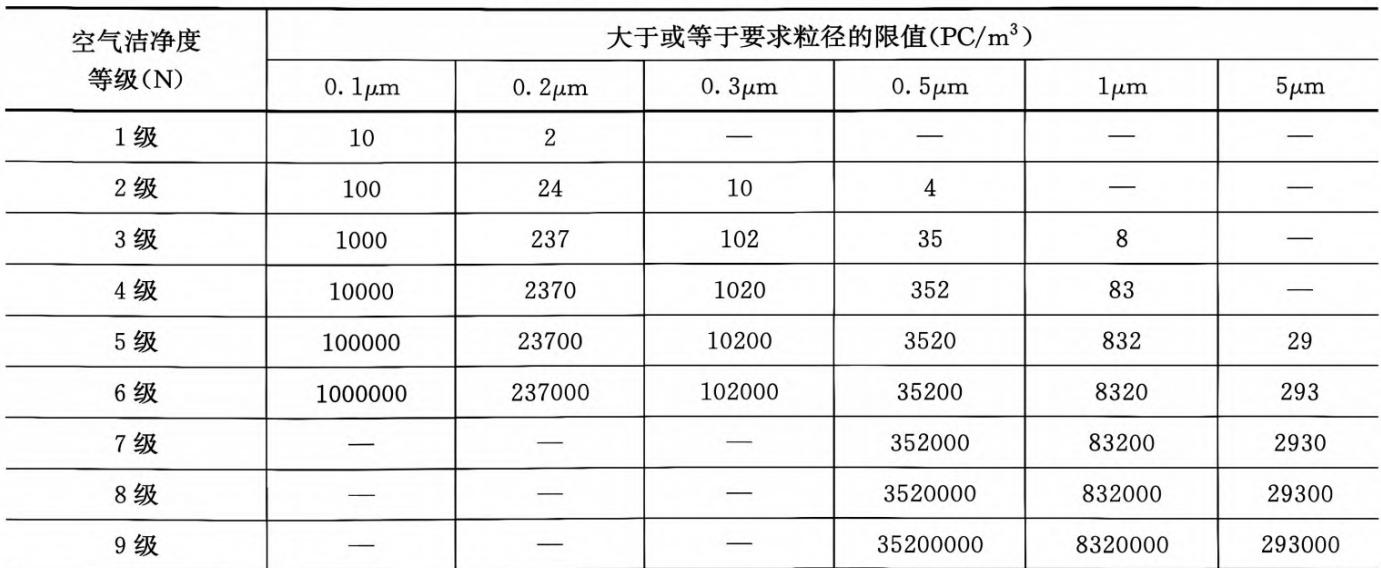 空气洁净度
等级(N)
大于或等于要求粒径的限值(PC/m³)
0.1μm 0.2μm 0.3μm 0.5μm 1μm 5μm
1级 10 2 — — — —
2级 100 24 10 4 — —
3级 1000 237 102 35 8 —
4级 10000 2370 1020 352 83 —
5级 100000 23700 10200 3520 832 29
6级 1000000 237000 102000 35200 8320 293
7级 — — — 352000 83200 2930
8级 — — — 3520000 832000 29300
9级 — — — 35200000 8320000 293000